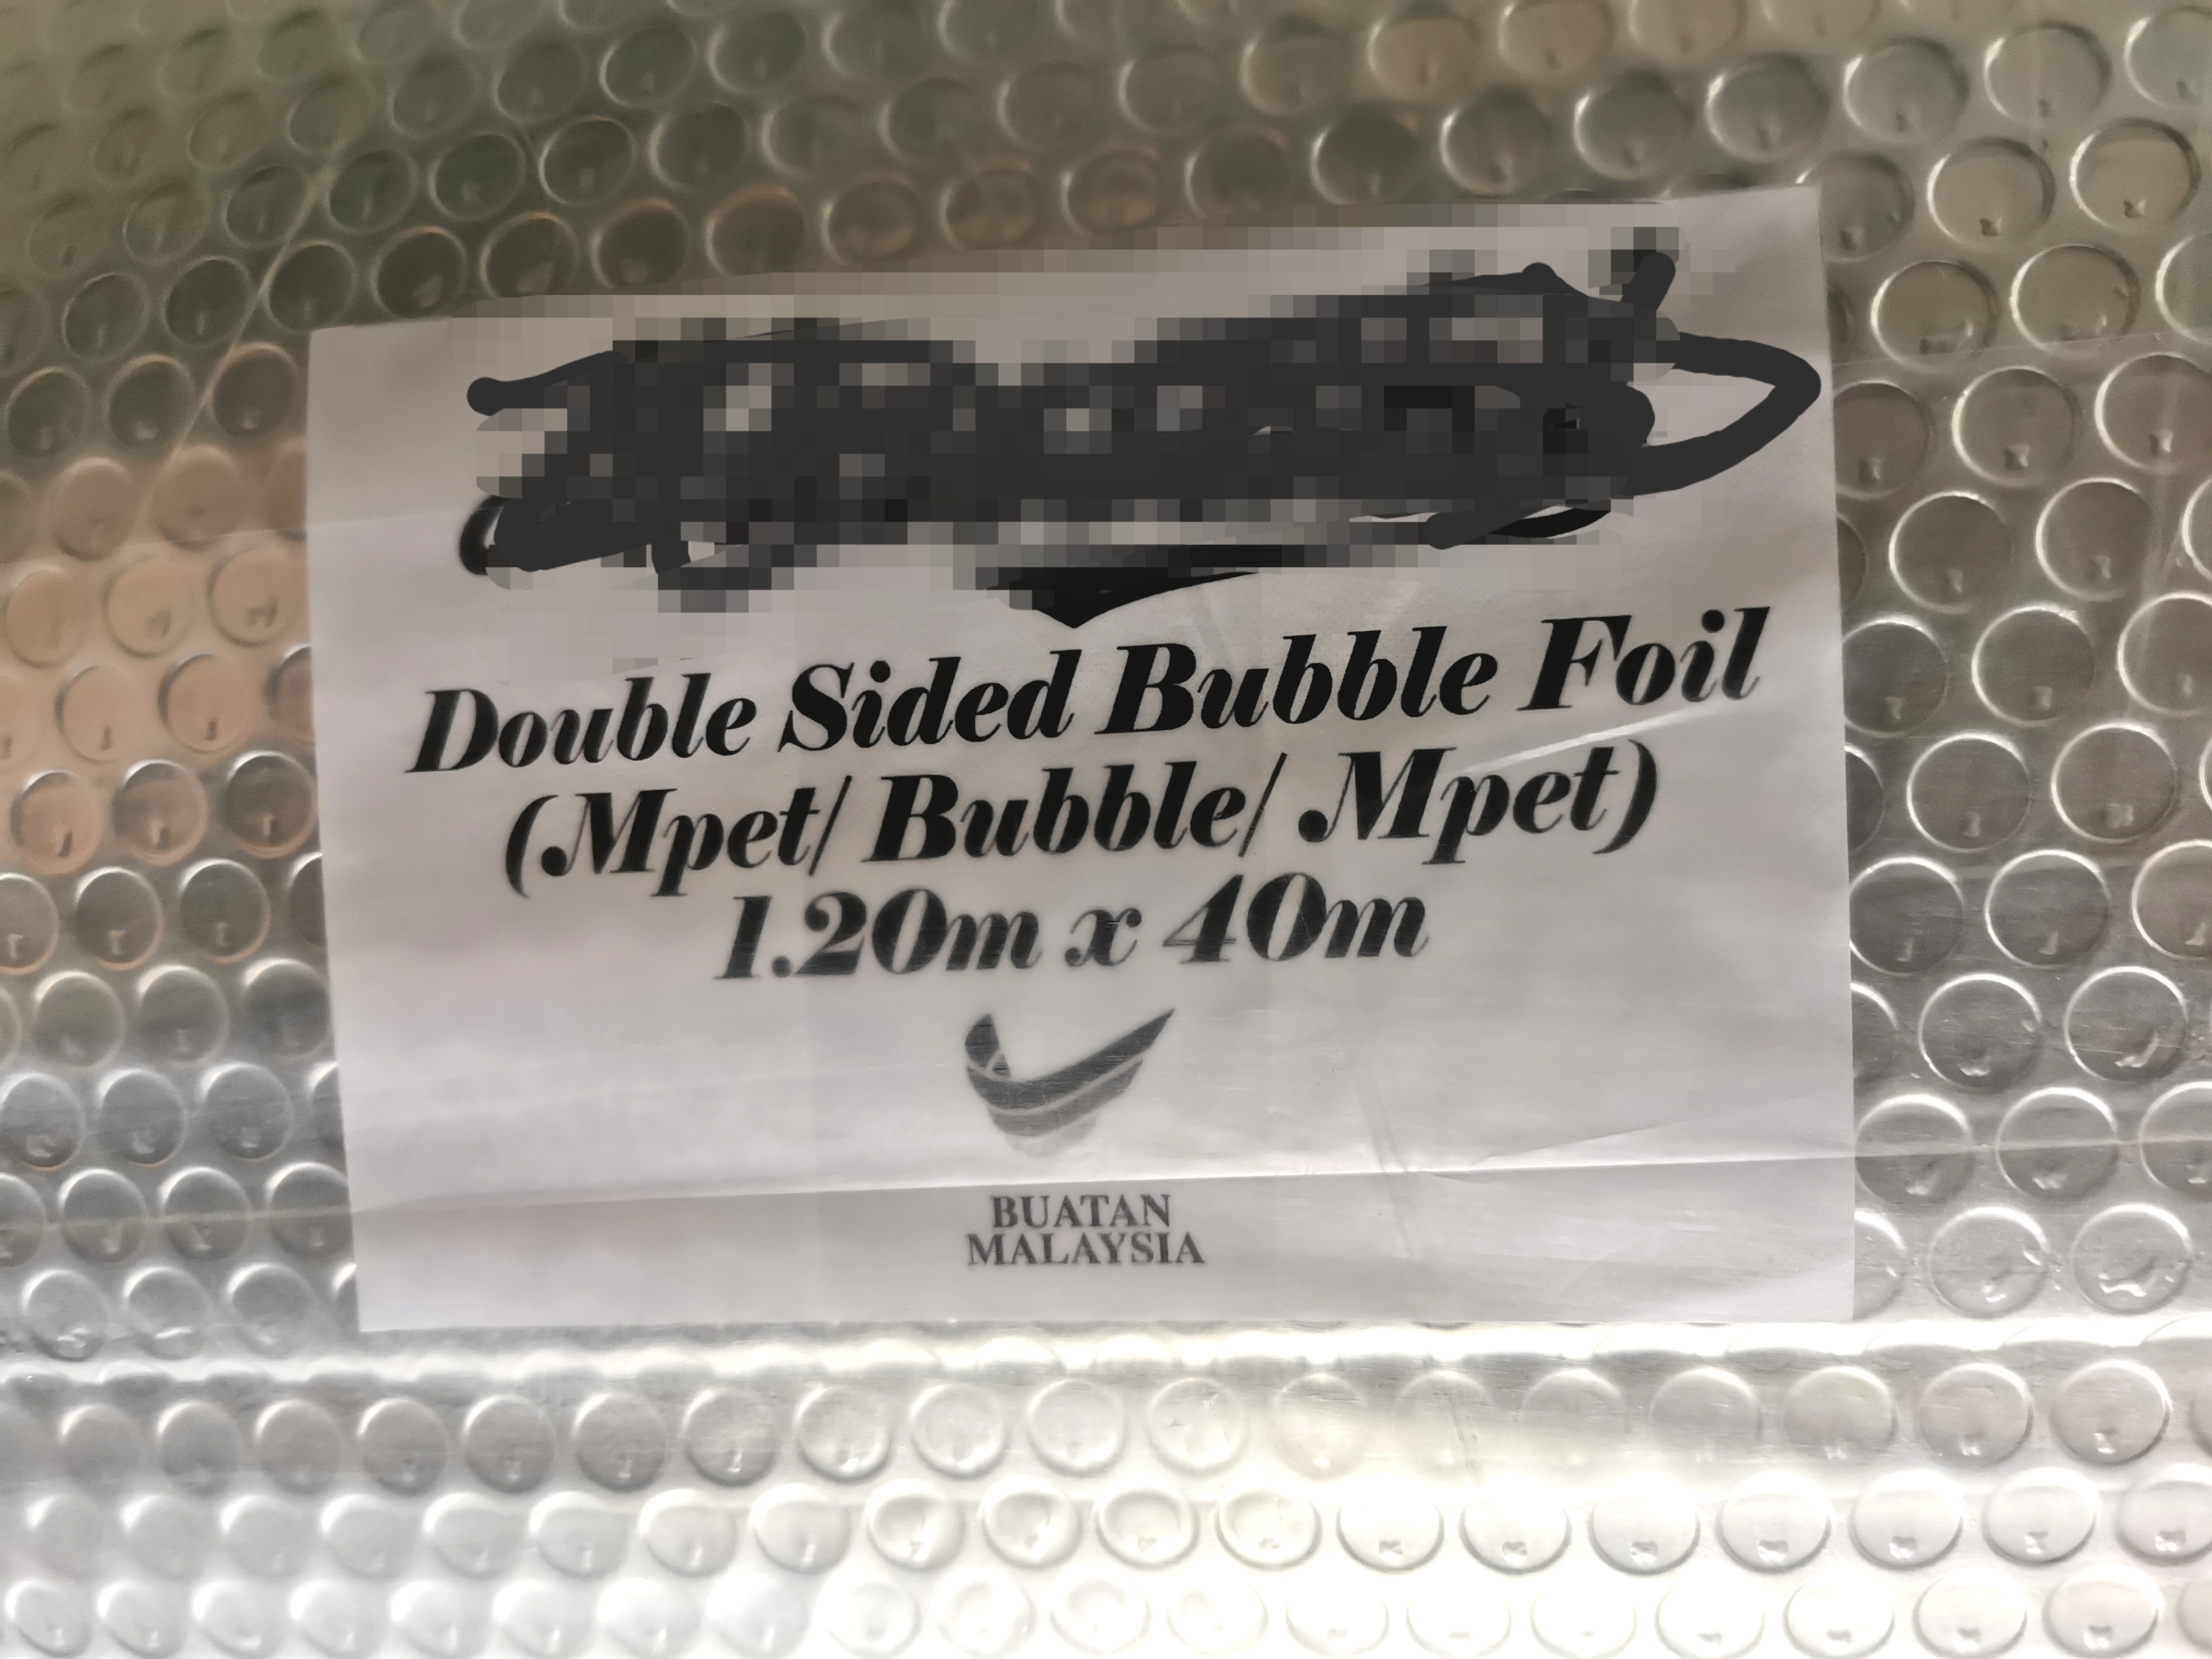 Double Sided Bubble Foil
(Mpet/ Bubble/ Mpet)
1.20m x 40m
BUATAN
MALAYSIA